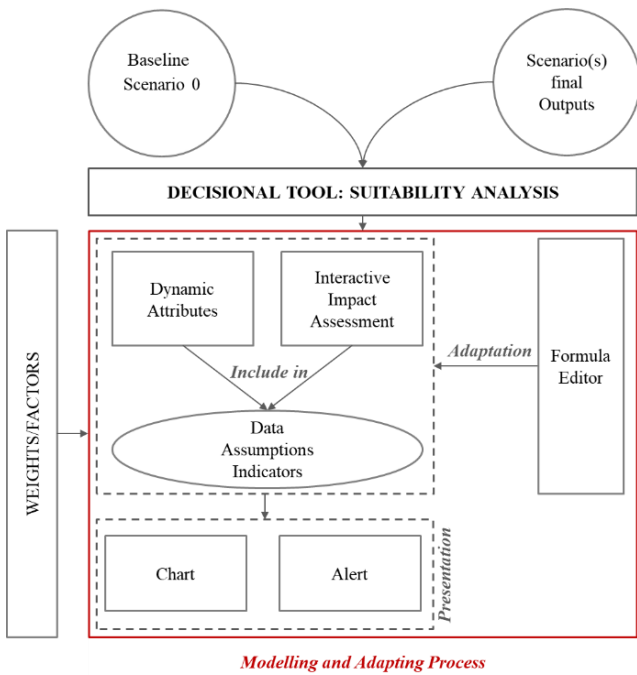 Baseline
Scenario 0
Scenario(s)
final
Outputs
DECISIONAL TOOL: SUITABILITY ANALYSIS
WEIGHTS/FACTORS
Dynamic
Attributes
Interactive
Impact
Assessment
Include in
Adaptation
Formula
Editor
Data
Assumptions
Indicators
Chart
Alert
Presentation
Modelling and Adapting Process